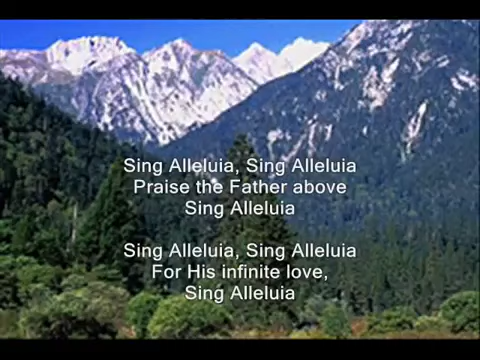 Sing Alleluia, Sing Alleluia
Praise the Father above
Sing Alleluia
Sing Alleluia, Sing Alleluia
For His infinite love,
Sing Alleluia